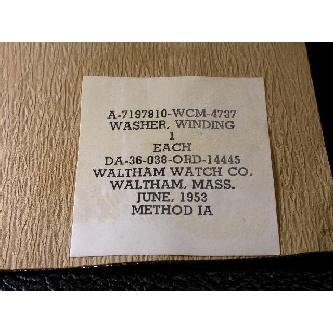 A-7197810-WCM-4737
WASHER, WINDING
1
EACH
DA-36-038-ORD-14445
WALTHAM WATCH CO.
WALTHAM, MASS.
JUNE, 1953
METHOD IA